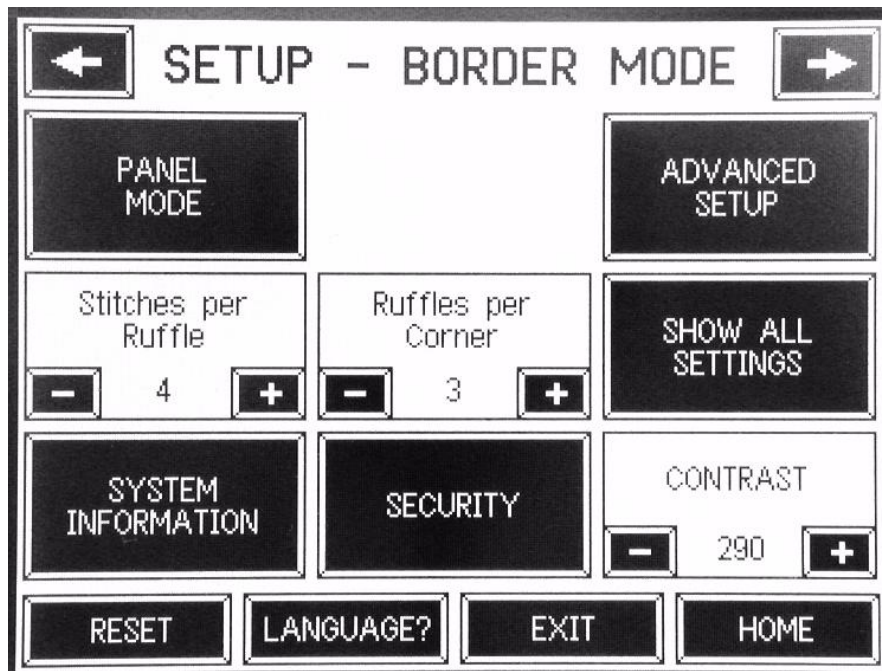 SETUP - BORDER MODE
PANEL
MODE
ADVANCED
SETUP
Stitches per
Ruffle
- 4 +
Ruffles per
Corner
- 3 +
SHOW ALL
SETTINGS
SYSTEM
INFORMATION
SECURITY
CONTRAST
- 290 +
RESET
LANGUAGE?
EXIT
HOME